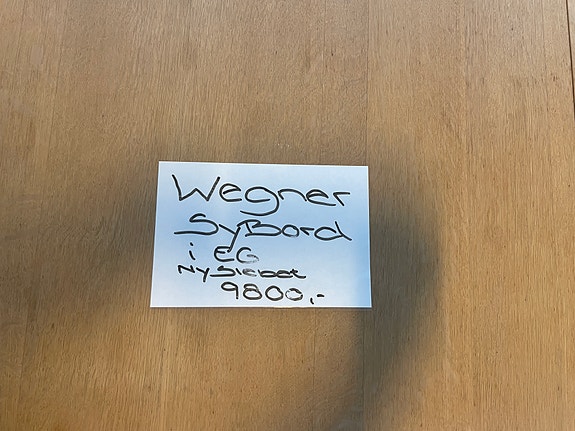 Wegner
SyBord
i EG
NySlebet
9800,-